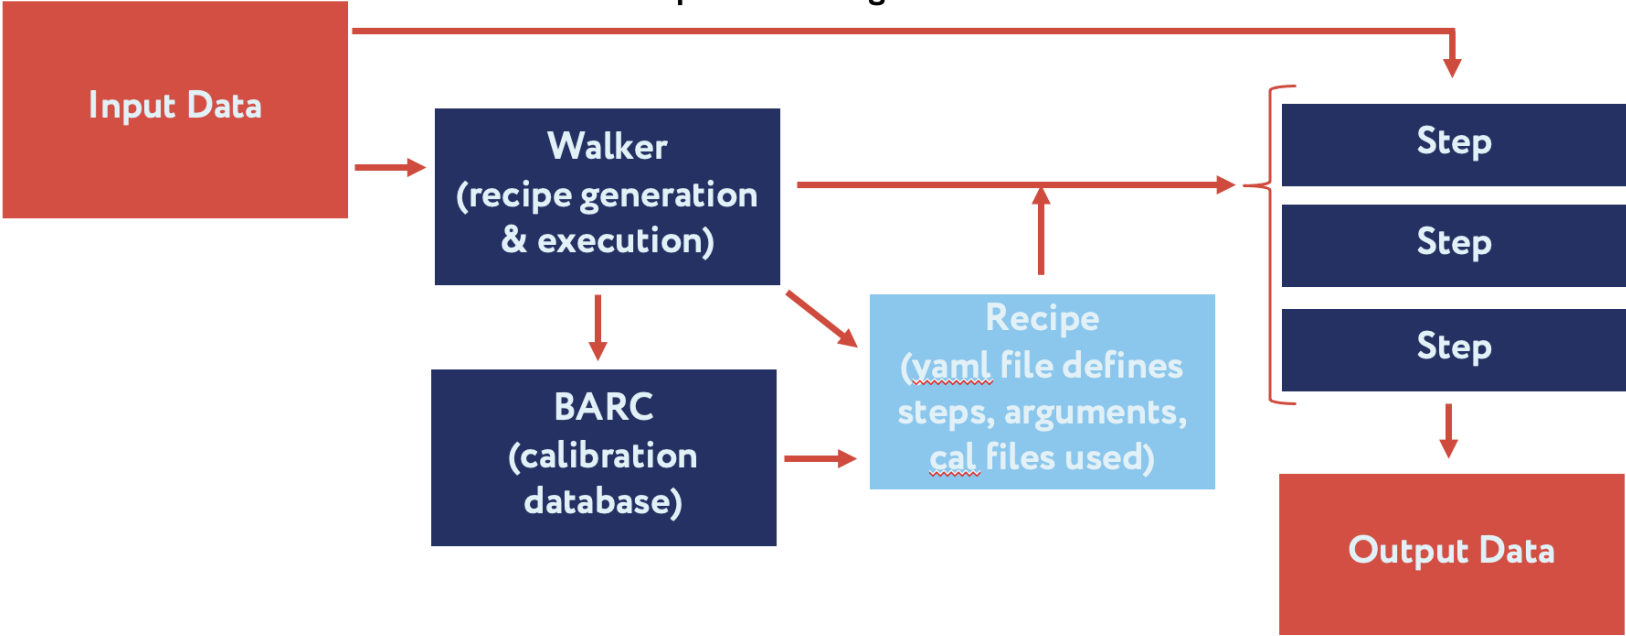 Input Data
Walker
(recipe generation
& execution)
BARC
(calibration
database)
Recipe
(yaml file defines
steps, arguments,
cal files used)
Step
Step
Step
Output Data